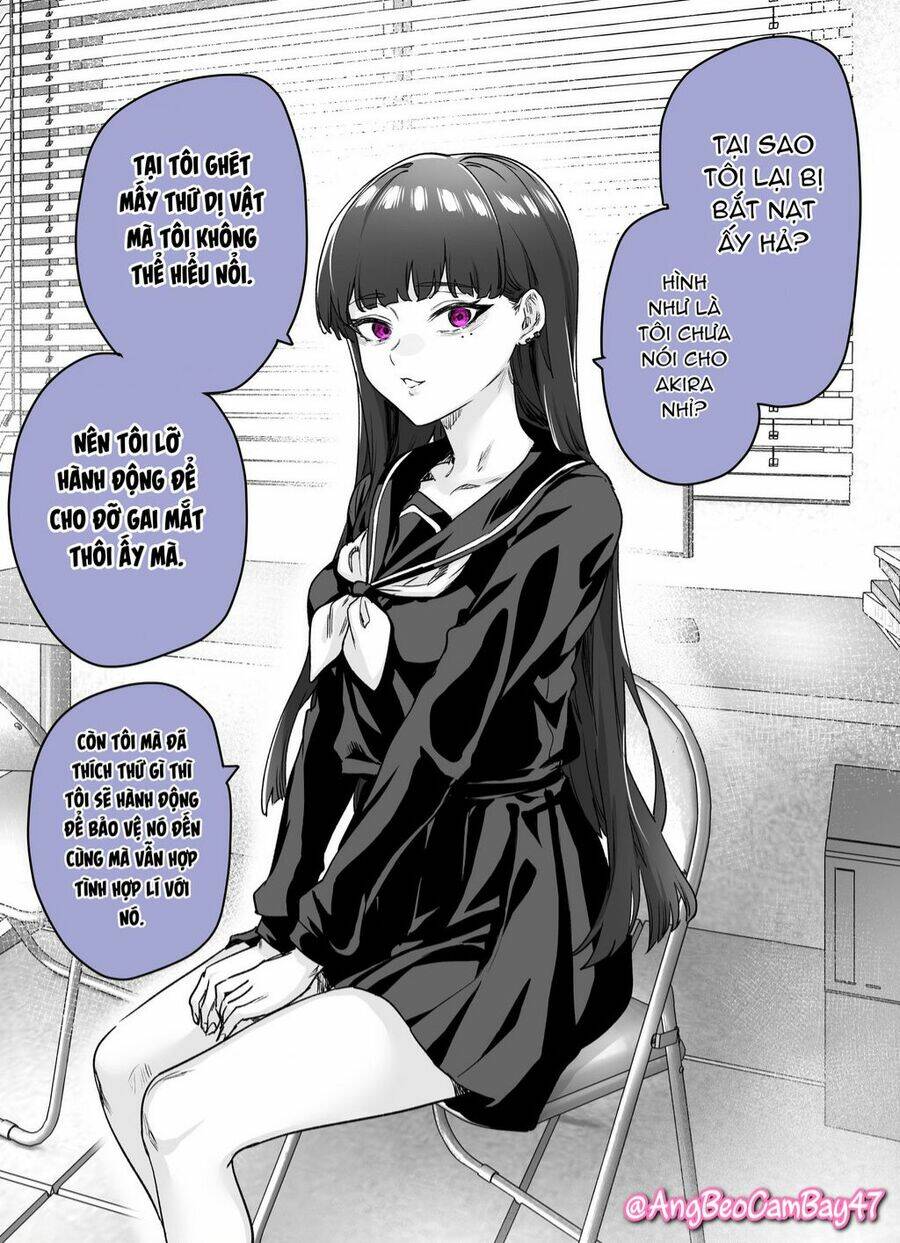 TẠI SAO
TÔI LẠI BỊ
BẮT NẠT
ẤY HẢ?
HÌNH
NHƯ LÀ
TÔI CHƯA
NÓI CHO
AKIRA
NHỈ?
TẠI TÔI GHÉT
MẤY THỨ DỊ VẬT
MÀ TÔI KHÔNG
THỂ HIỂU NỔI.
NÊN TÔI LỠ
HÀNH ĐỘNG ĐỂ
CHO ĐỠ GAI MẮT
THÔI ẤY MÀ.
CÒN TÔI MÀ ĐÃ
THÍCH THỨ GÌ THÌ
TÔI SẼ HÀNH ĐỘNG
ĐỂ BẢO VỆ NÓ ĐẾN
CÙNG MÀ VẪN HỢP
TÌNH HỢP LÍ VỚI
NÓ.
@AngBeoCamBay47